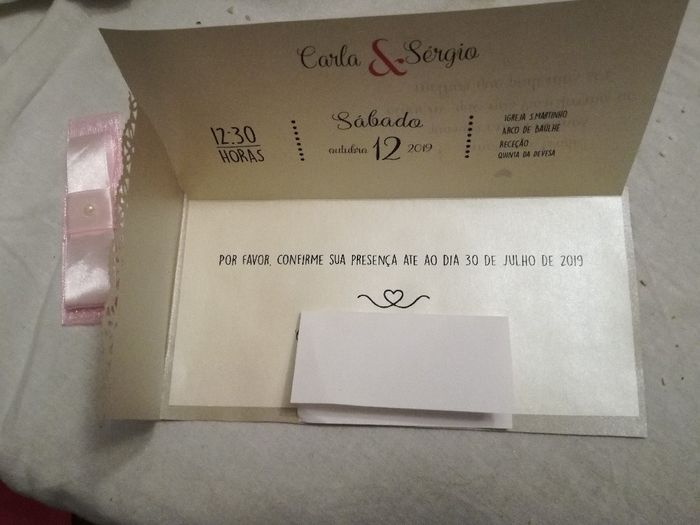 Carla & Sérgio
12:30
HORAS
Sábado
outubro 12 2019
IGREJA S.MARTINHO
ARCO DE BAÚLHE
RECEÇÃO
QUINTA DA DEVESA
POR FAVOR, CONFIRME SUA PRESENÇA ATE AO DIA 30 DE JULHO DE 2019